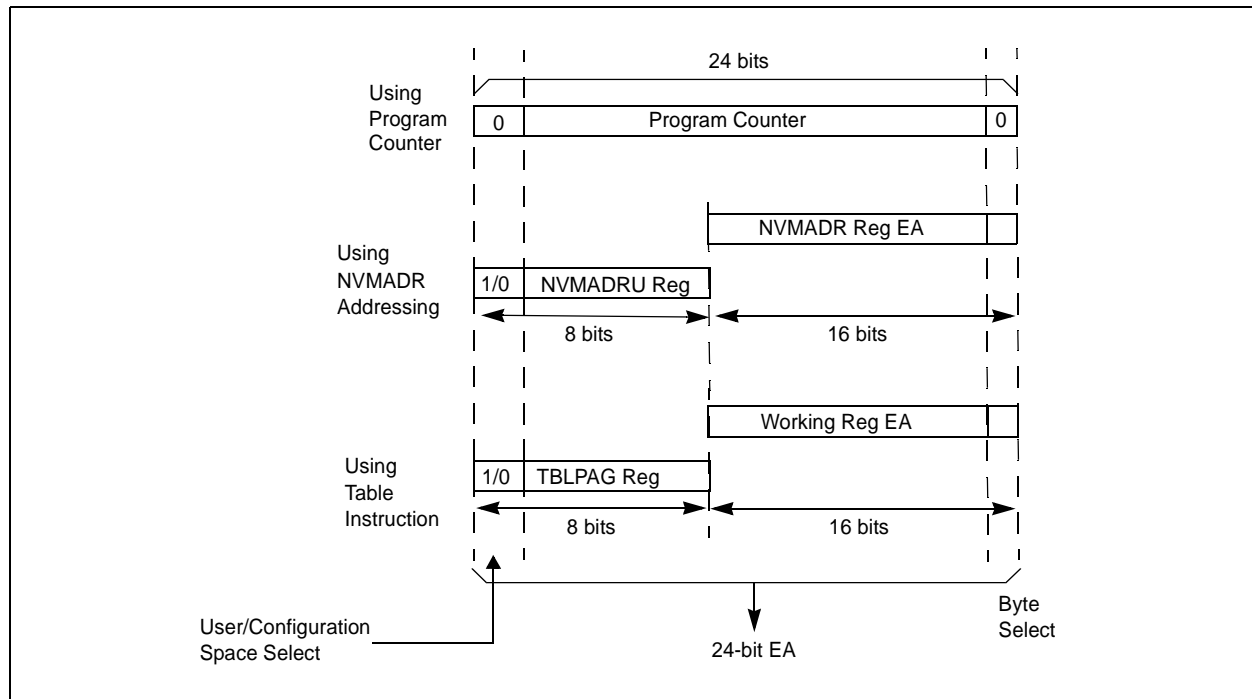 24 bits
Using
Program
Counter
0
Program Counter
0
NVMADR Reg EA
Using
NVMADR
Addressing
1/0
NVMADRU Reg
8 bits
16 bits
Working Reg EA
Using
Table
Instruction
1/0
TBLPAG Reg
8 bits
16 bits
User/Configuration
Space Select
24-bit EA
Byte
Select